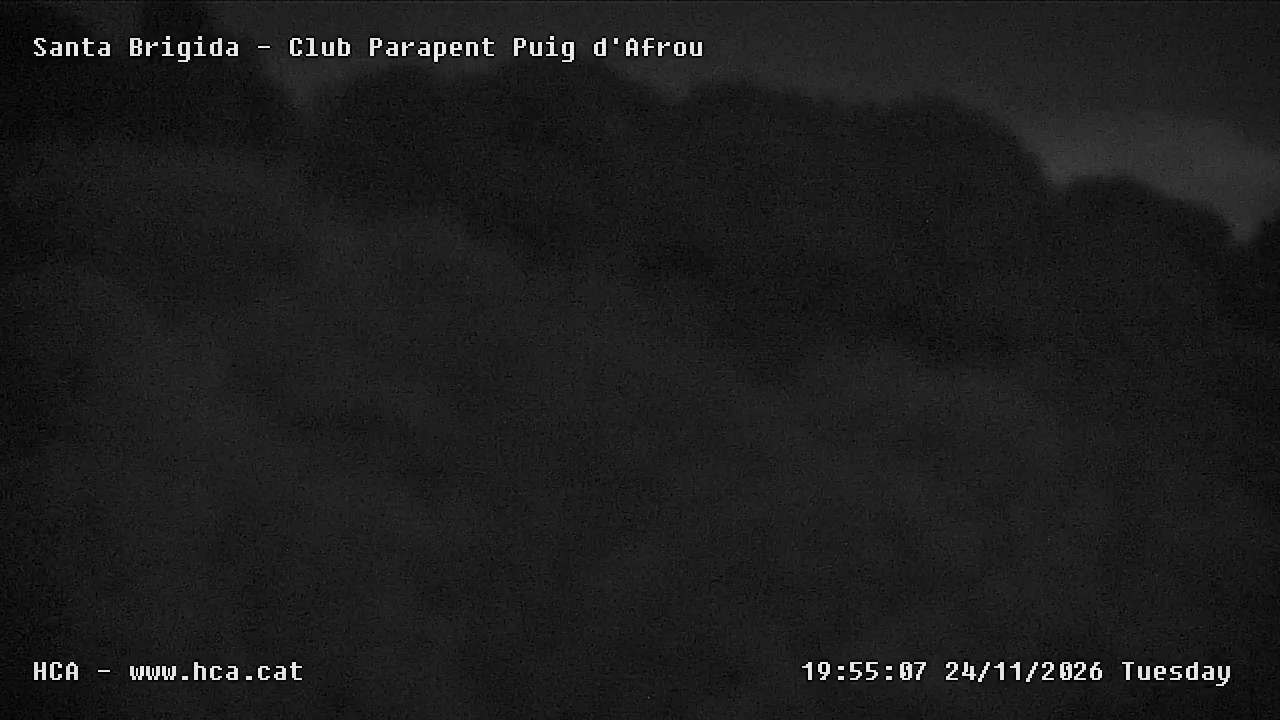 Santa Brigida - Club Parapent Puig d'Afrou
HCA - www.hca.cat
19:55:07 24/11/2026 Tuesday